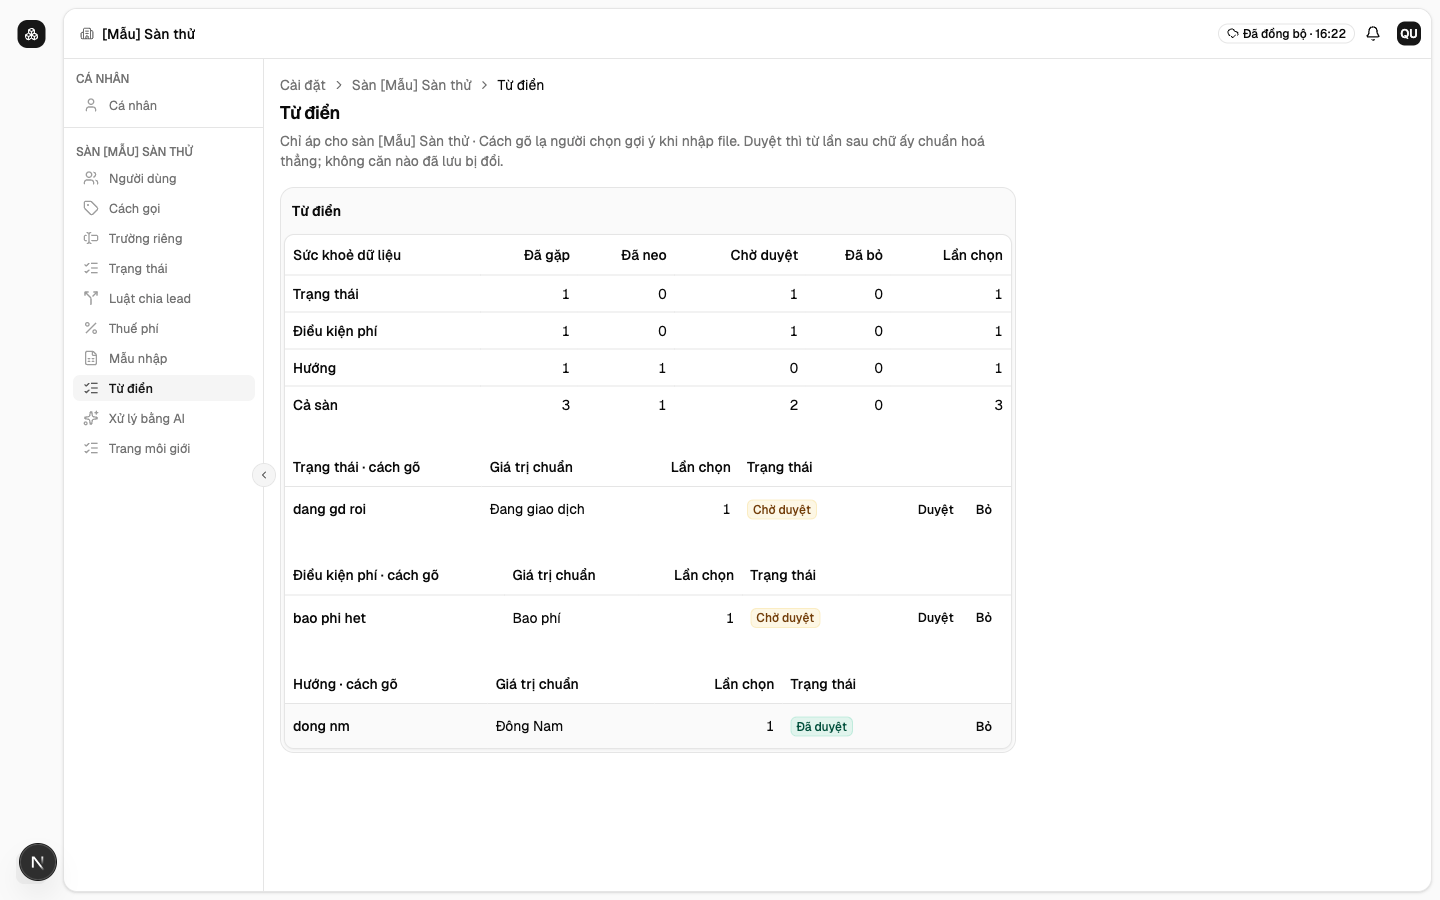 [Mẫu] Sàn thử
Đã đồng bộ · 16:22
QU
CÁ NHÂN
Cá nhân
SÀN [MẪU] SÀN THỬ
Người dùng
Cách gọi
Trường riêng
Trạng thái
Luật chia lead
Thuế phí
Mẫu nhập
Từ điển
Xử lý bằng AI
Trang môi giới
Cài đặt > Sàn [Mẫu] Sàn thử > Từ điển
Từ điển
Chỉ áp cho sàn [Mẫu] Sàn thử · Cách gõ lạ người chọn gợi ý khi nhập file. Duyệt thì từ lần sau chữ ấy chuẩn hoá
thẳng; không căn nào đã lưu bị đổi.
Từ điển
Sức khoẻ dữ liệu Đã gặp Đã neo Chờ duyệt Đã bỏ Lần chọn
Trạng thái 1 0 1 0 1
Điều kiện phí 1 0 1 0 1
Hướng 1 1 0 0 1
Cả sàn 3 1 2 0 3
Trạng thái · cách gõ Giá trị chuẩn Lần chọn Trạng thái
dang gd roi Đang giao dịch 1 Chờ duyệt Duyệt Bỏ
Điều kiện phí · cách gõ Giá trị chuẩn Lần chọn Trạng thái
bao phi het Bao phí 1 Chờ duyệt Duyệt Bỏ
Hướng · cách gõ Giá trị chuẩn Lần chọn Trạng thái
dong nm Đông Nam 1 Đã duyệt Bỏ
N